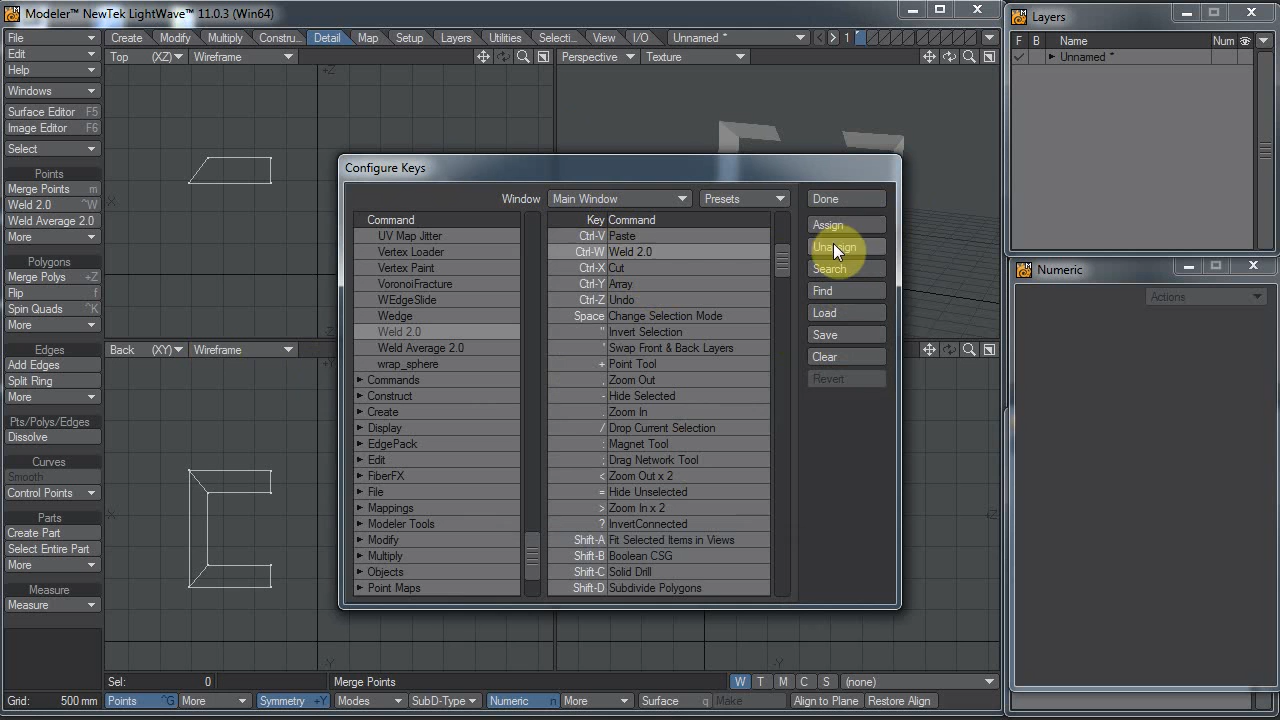 Modeler™ NewTek LightWave™ 11.0.3 (Win64)
Layers
File
Create Modify Multiply Constru... Detail Map Setup Layers Utilities Selecti... View I/O Unnamed * 1
F B Name Num
Edit
Top (XZ) Wireframe
Perspective Texture
Unnamed *
Help
Windows
Surface Editor F5
Image Editor F6
Select
Points
Merge Points m
Weld 2.0 ^W
Weld Average 2.0
More
Polygons
Merge Polys +Z
Flip f
Spin Quads ^K
More
Edges
Add Edges
Split Ring
More
Pts/Polys/Edges
Dissolve
Curves
Smooth
Control Points
Parts
Create Part
Select Entire Part
More
Measure
Measure
Back (XY) Wireframe
Configure Keys
Window Main Window Presets
Done
Assign
Unassign
Search
Find
Load
Save
Clear
Revert
Command
UV Map Jitter
Vertex Loader
Vertex Paint
VoronoiFracture
WEdgeSlide
Wedge
Weld 2.0
Weld Average 2.0
wrap_sphere
Commands
Construct
Create
Display
EdgePack
Edit
FiberFX
File
Mappings
Modeler Tools
Modify
Multiply
Objects
Point Maps
Key Command
Ctrl-V Paste
Ctrl-W Weld 2.0
Ctrl-X Cut
Ctrl-Y Array
Ctrl-Z Undo
Space Change Selection Mode
" Invert Selection
' Swap Front & Back Layers
+ Point Tool
, Zoom Out
- Hide Selected
. Zoom In
/ Drop Current Selection
: Magnet Tool
; Drag Network Tool
< Zoom Out x 2
= Hide Unselected
> Zoom In x 2
? InvertConnected
Shift-A Fit Selected Items in Views
Shift-B Boolean CSG
Shift-C Solid Drill
Shift-D Subdivide Polygons
Numeric
Actions
Sel: 0 Merge Points W T M C S (none)
Grid: 500 mm Points ^G More Symmetry +Y Modes SubD-Type Numeric n More Surface q Make Align to Plane Restore Align